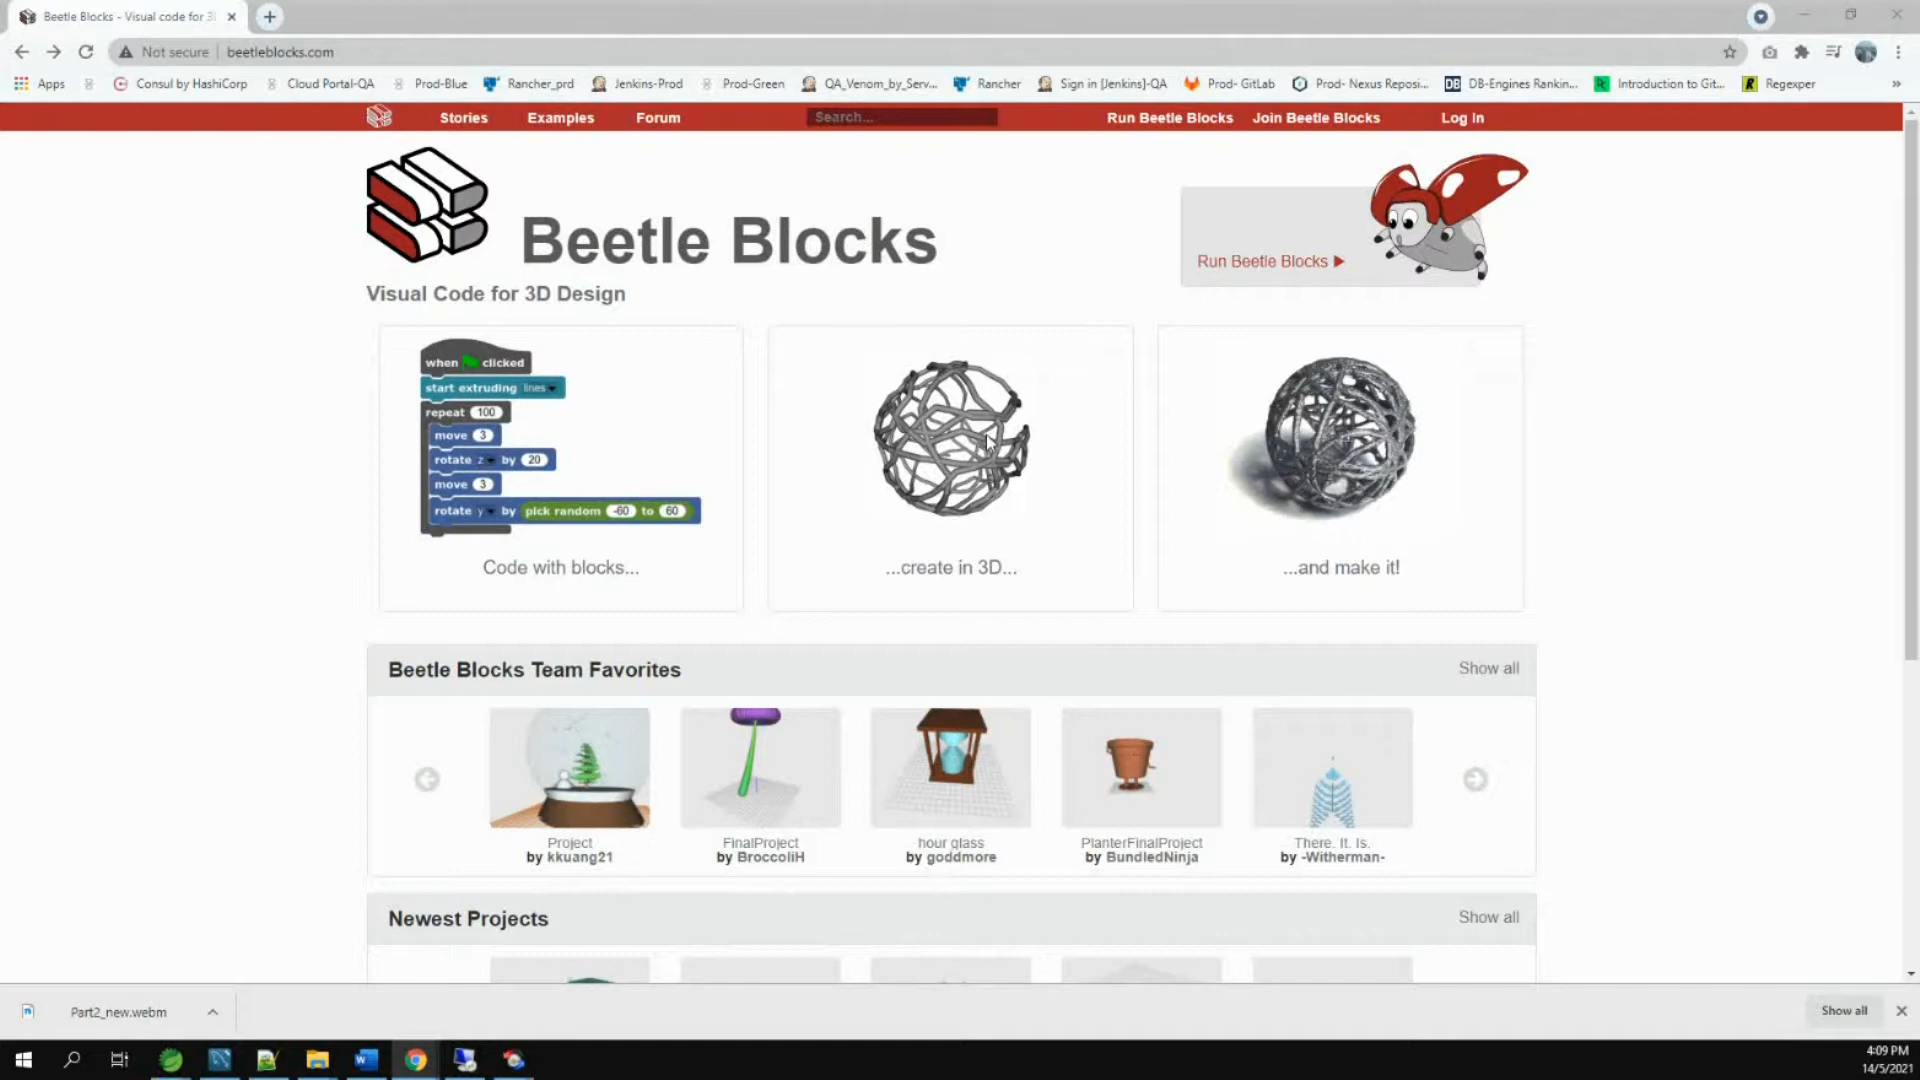 Beetle Blocks - Visual code for 3
Not secure
beetleblocks.com
Apps
Consul by HashiCorp
Cloud Portal-QA
Prod-Blue
Rancher_prd
Jenkins-Prod
Prod-Green
QA_Venom_by_Serv...
Rancher
Sign in [Jenkins]-QA
Prod- GitLab
Prod- Nexus Reposi...
DB DB-Engines Rankin...
Introduction to Git...
R Regexper
»
Stories
Examples
Forum
Search...
Run Beetle Blocks
Join Beetle Blocks
Log In
Beetle Blocks
Visual Code for 3D Design
Run Beetle Blocks
when clicked
start extruding lines
repeat 100
move 3
rotate z by 20
move 3
rotate y by pick random -60 to 60
Code with blocks...
...create in 3D...
...and make it!
Beetle Blocks Team Favorites
Show all
Project
by kkuang21
FinalProject
by BroccoliH
hour glass
by goddmore
PlanterFinalProject
by BundledNinja
There. It. Is.
by -Witherman-
Newest Projects
Show all
Part2_new.webm
Show all
4:09 PM
14/5/2021